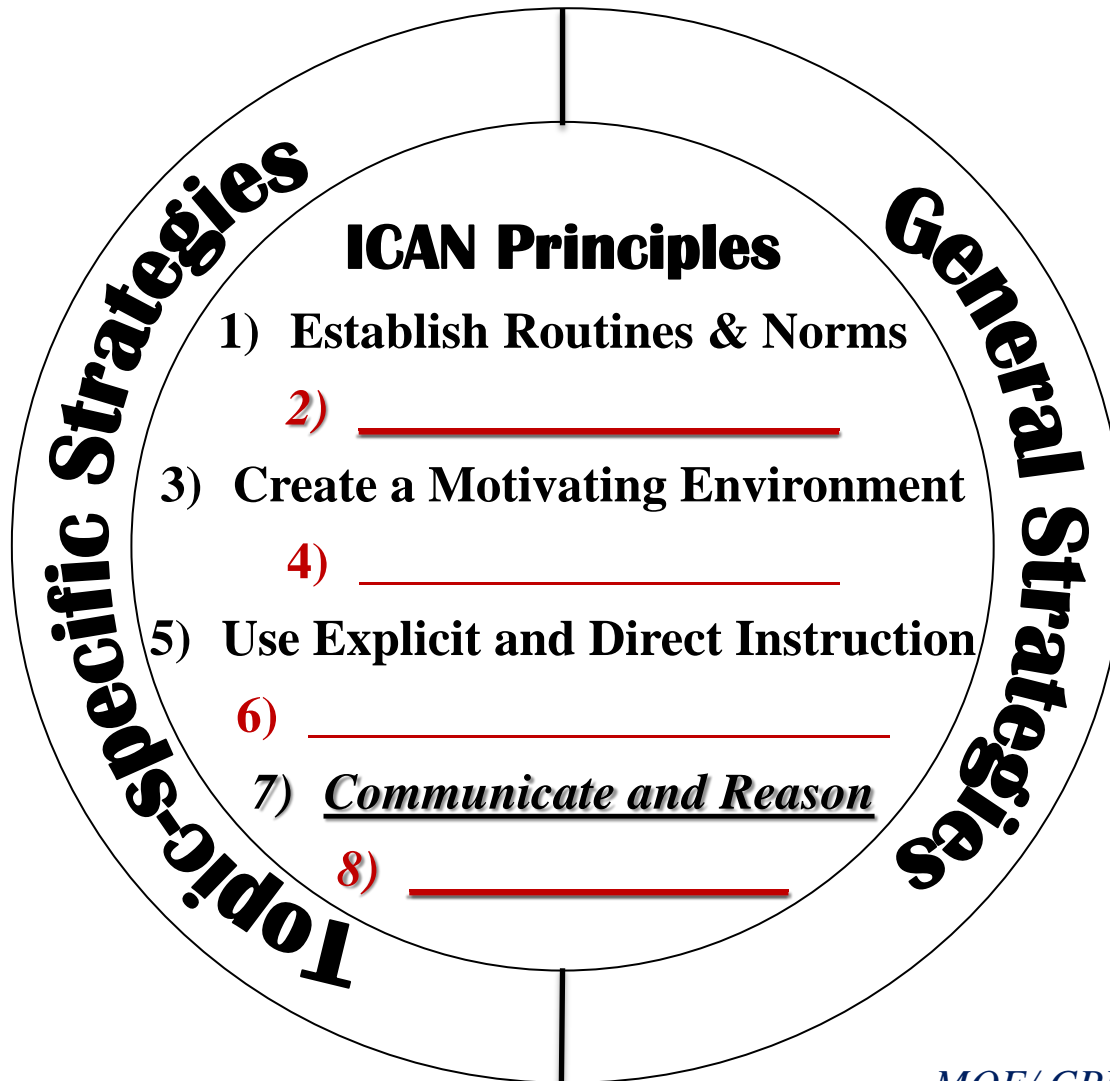 ICAN Principles
1) Establish Routines & Norms
2)
3) Create a Motivating Environment
4)
5) Use Explicit and Direct Instruction
6)
7) Communicate and Reason
8)
Topic-specific Strategies
General Strategies